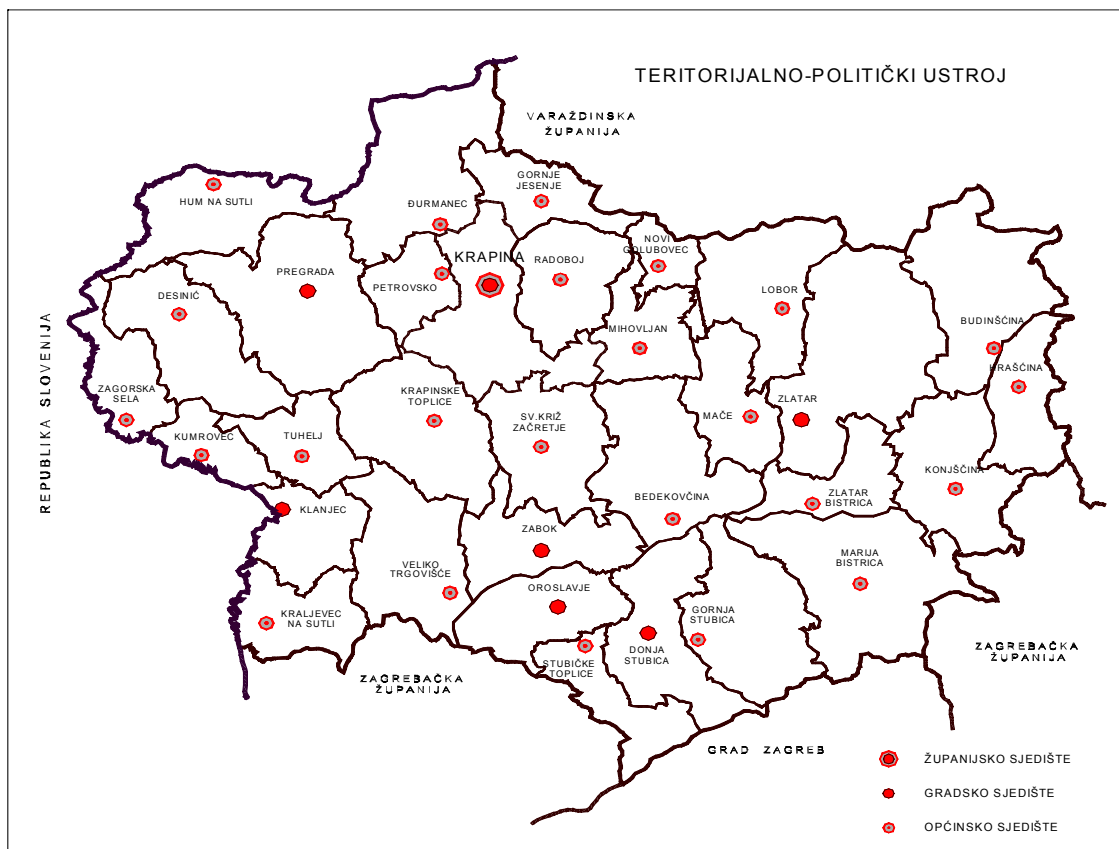 TERITORIJALNO-POLITIČKI USTROJ
VARAŽDINSKA
ŽUPANIJA
GORNJE
JESENJE
HUM NA SUTLI
ĐURMANEC
NOVI
GOLUBOVEC
KRAPINA
RADOBOJ
PREGRADA
PETROVSKO
LOBOR
DESINIĆ
BUDINŠĆINA
MIHOVLJAN
HRAŠĆINA
REPUBLIKA SLOVENIJA
ZAGORSKA
SELA
KRAPINSKE
TOPLICE
SV.KRIŽ
ZAČRETJE
MAČE
ZLATAR
KUMROVEC
TUHELJ
KONJŠČINA
BEDEKOVČINA
ZLATAR
BISTRICA
KLANJEC
ZABOK
VELIKO
TRGOVIŠĆE
MARIJA
BISTRICA
OROSLAVJE
GORNJA
STUBICA
KRALJEVEC
NA SUTLI
DONJA
STUBICA
STUBIČKE
TOPLICE
ZAGREBAČKA
ŽUPANIJA
ZAGREBAČKA
ŽUPANIJA
GRAD ZAGREB
ŽUPANIJSKO SJEDIŠTE
GRADSKO SJEDIŠTE
OPĆINSKO SJEDIŠTE